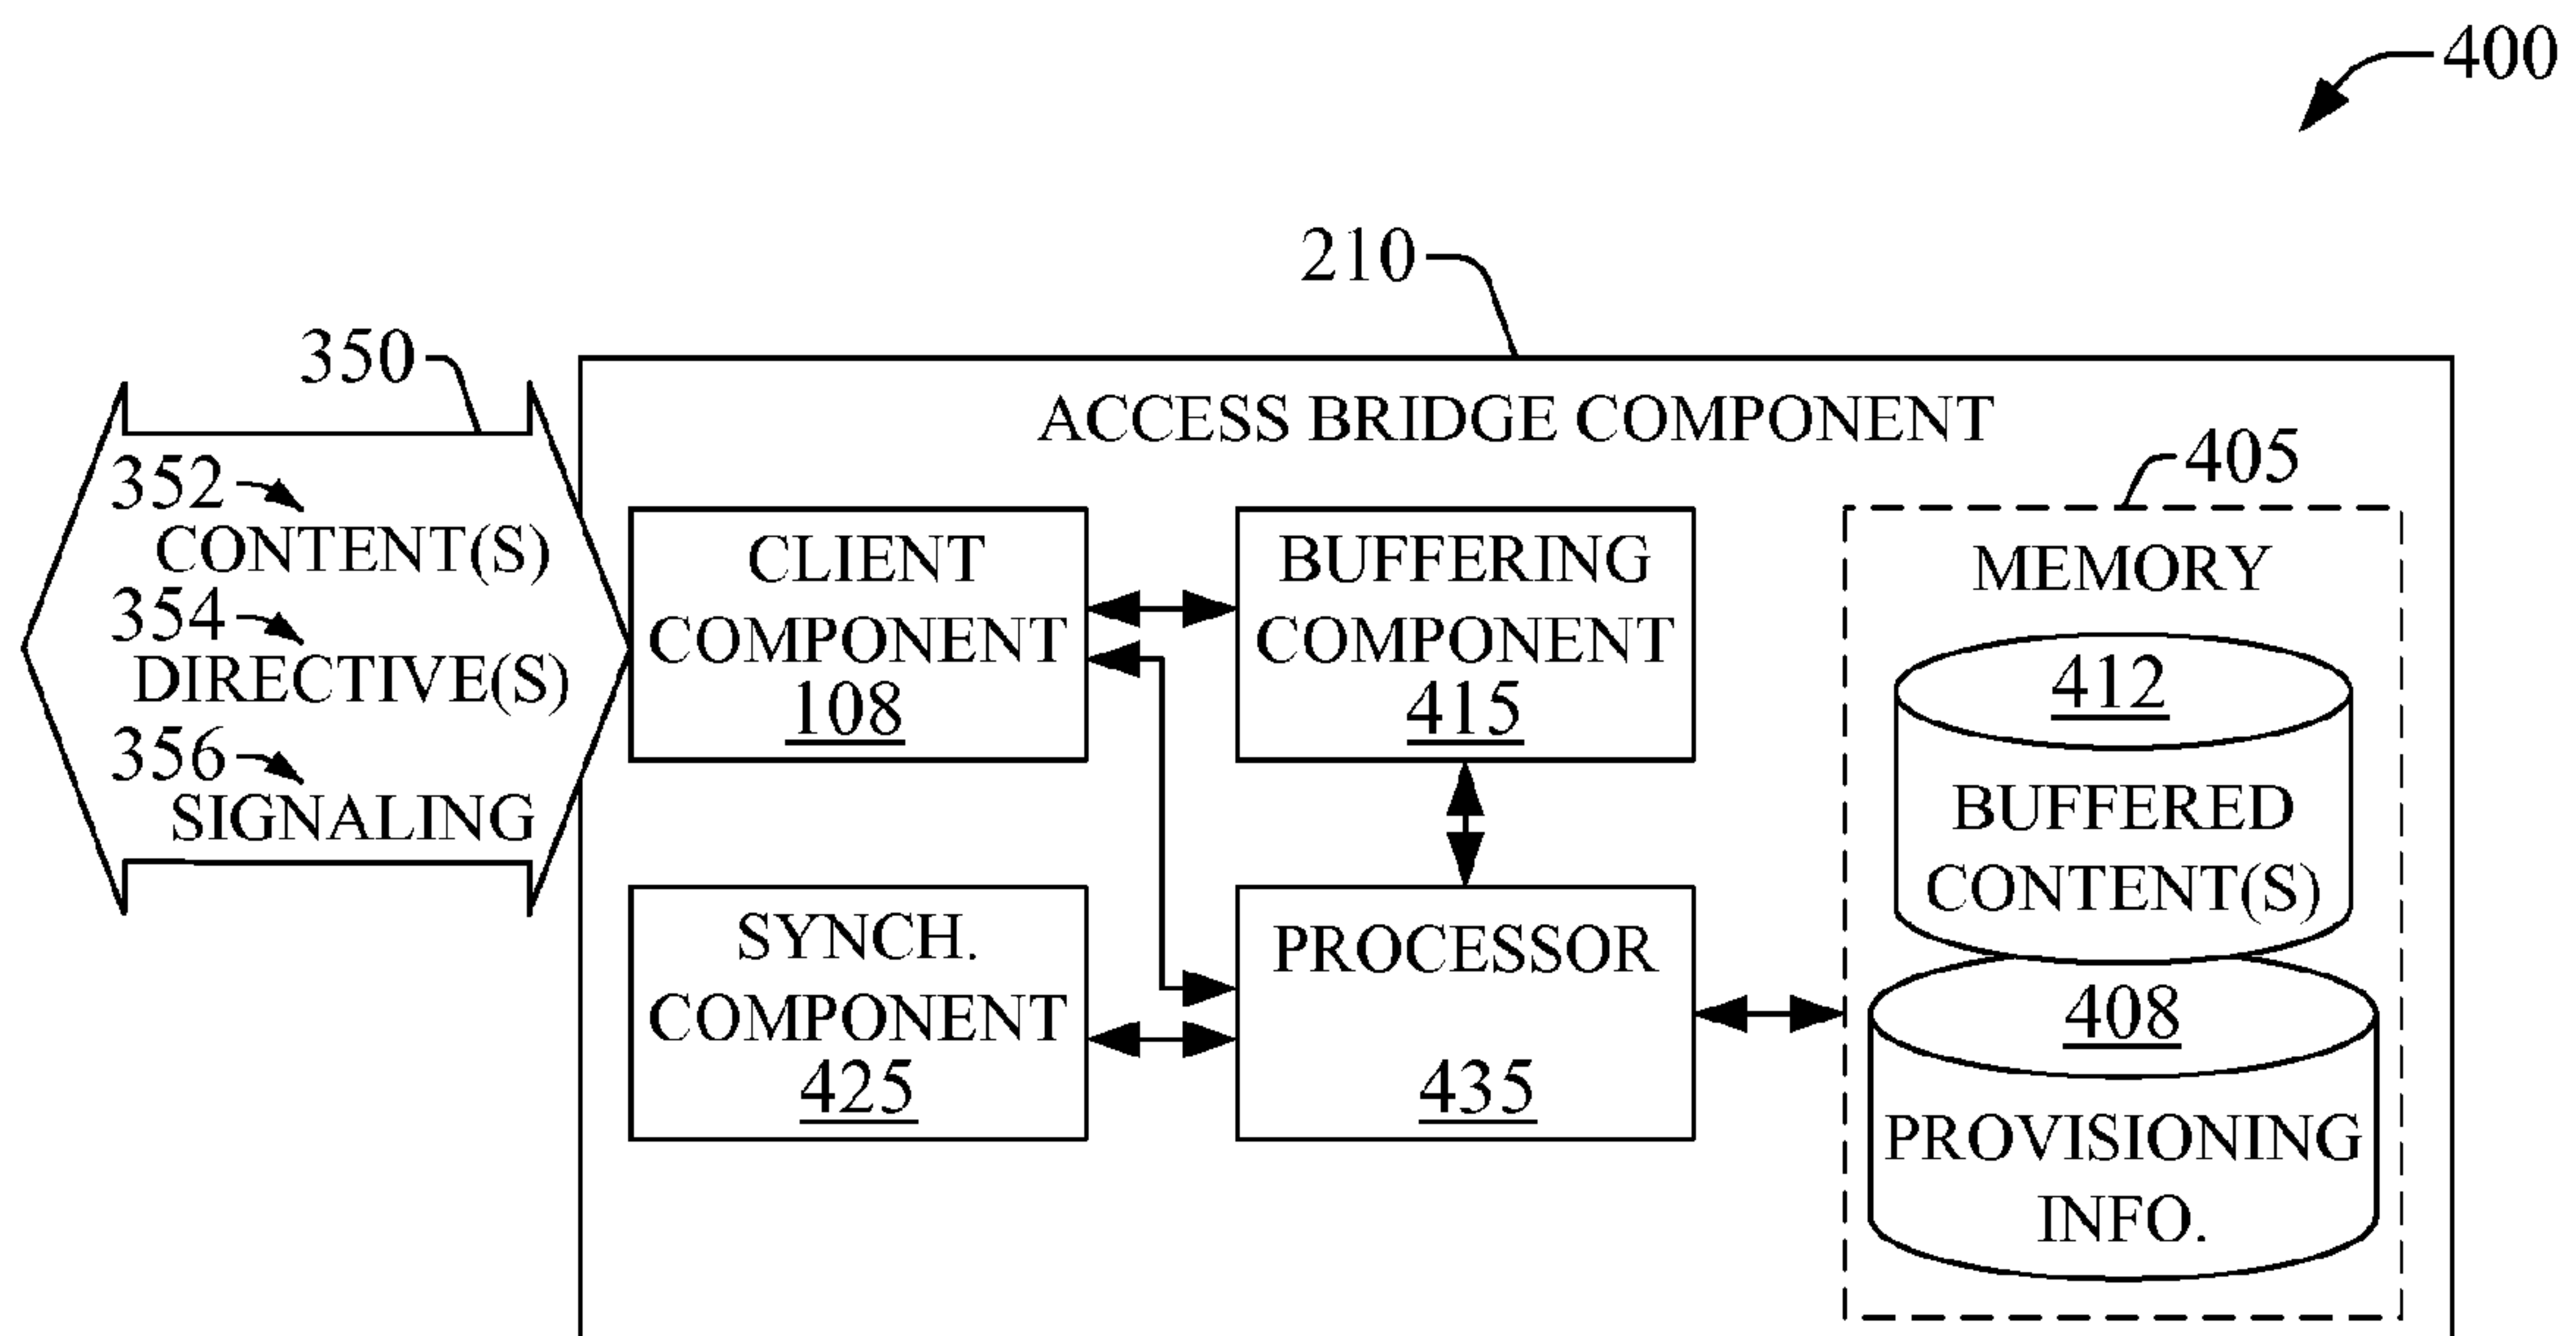 400
210
350
ACCESS BRIDGE COMPONENT
405
352
CONTENT(S)
354
DIRECTIVE(S)
356
SIGNALING
CLIENT
COMPONENT
108
BUFFERING
COMPONENT
415
MEMORY
412
BUFFERED
CONTENT(S)
SYNCH.
COMPONENT
425
PROCESSOR
435
408
PROVISIONING
INFO.